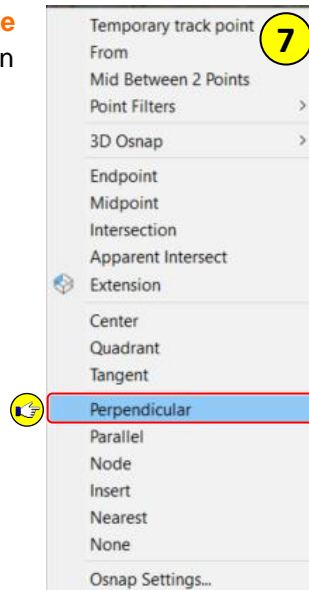 e
n
7
Temporary track point
From
Mid Between 2 Points
Point Filters >
3D Osnap >
Endpoint
Midpoint
Intersection
Apparent Intersect
Extension
Center
Quadrant
Tangent
Perpendicular
Parallel
Node
Insert
Nearest
None
Osnap Settings...